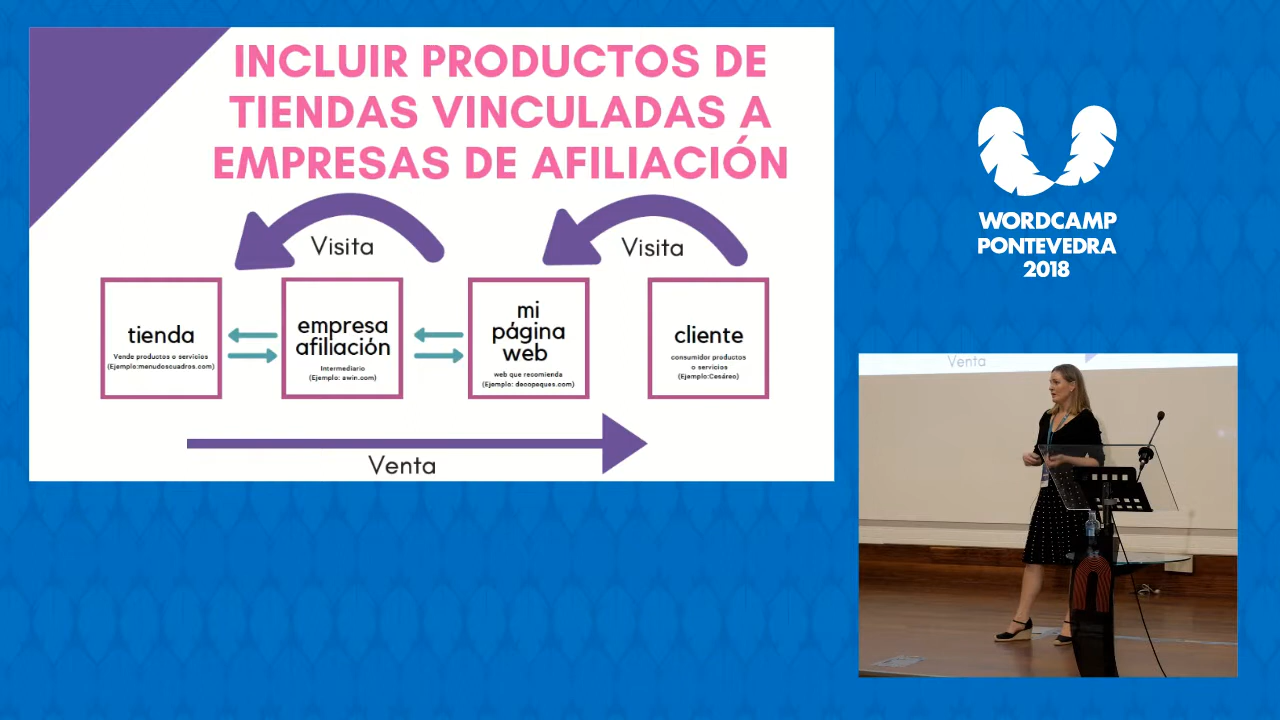 INCLUIR PRODUCTOS DE
TIENDAS VINCULADAS A
EMPRESAS DE AFILIACIÓN
Visita
Visita
tienda
Vende productos o servicios
(Ejemplo:menudoscuadros.com)
empresa
afiliación
Intermediario
(Ejemplo: awin.com)
mi
página
web
web que recomienda
(Ejemplo: decopeques.com)
cliente
consumidor productos
o servicios
(Ejemplo:Cesáreo)
Venta
WORDCAMP
PONTEVEDRA
2018
Venta